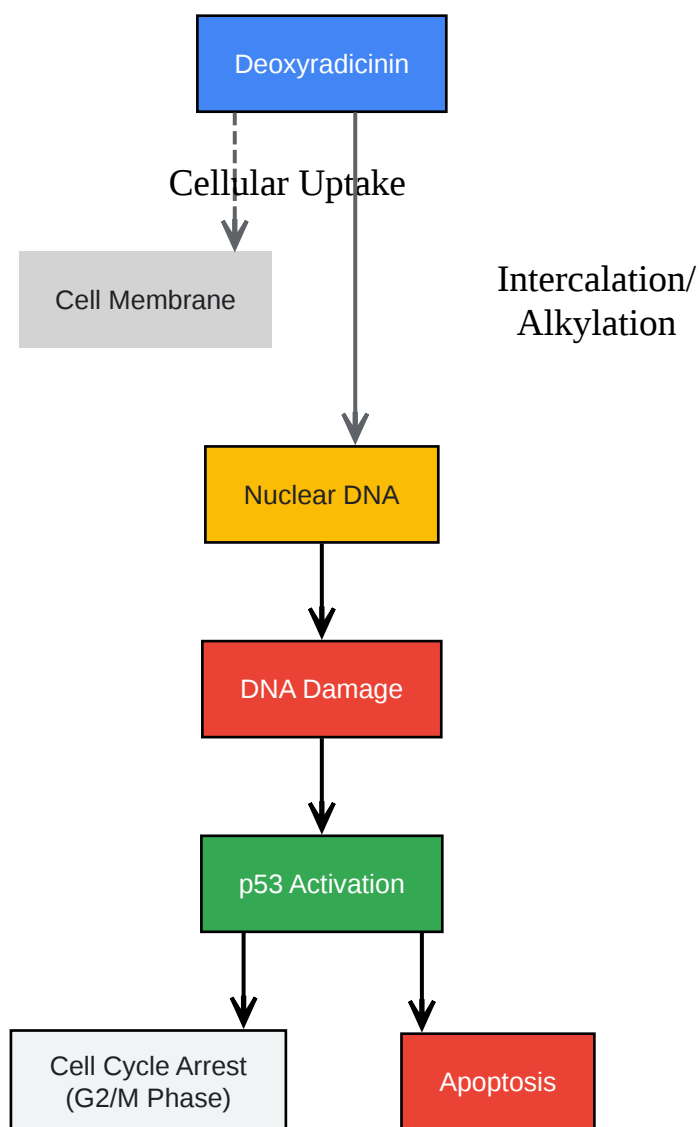 Deoxyradicinin
Cellular Uptake
Cell Membrane
Intercalation/
Alkylation
Nuclear DNA
DNA Damage
p53 Activation
Cell Cycle Arrest
(G2/M Phase)
Apoptosis